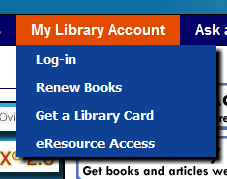 My Library Account Ask
Log-in
Renew Books
Get a Library Card
eResource Access
Get books and articles we